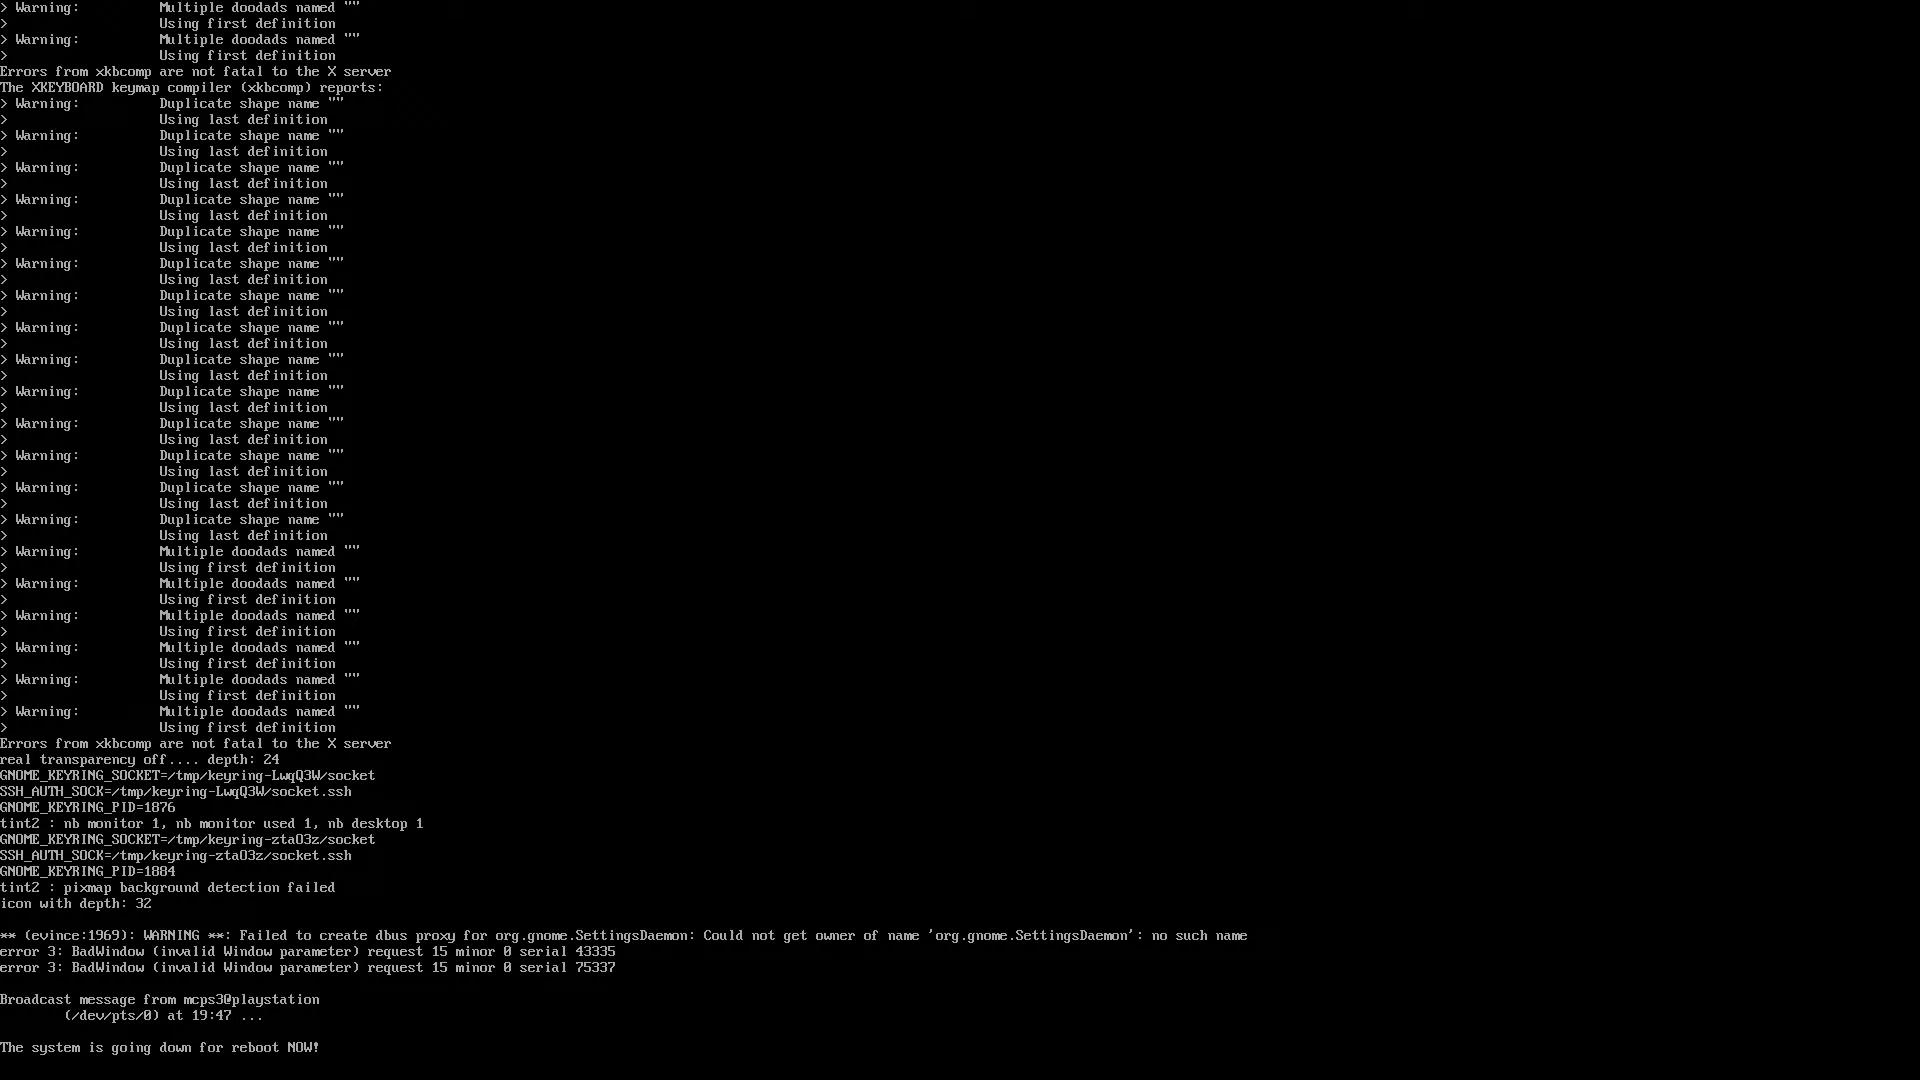 > Warning:          Multiple doodads named ""
>                   Using first definition
> Warning:          Multiple doodads named ""
>                   Using first definition
Errors from xkbcomp are not fatal to the X server
The XKEYBOARD keymap compiler (xkbcomp) reports:
> Warning:          Duplicate shape name ""
>                   Using last definition
> Warning:          Duplicate shape name ""
>                   Using last definition
> Warning:          Duplicate shape name ""
>                   Using last definition
> Warning:          Duplicate shape name ""
>                   Using last definition
> Warning:          Duplicate shape name ""
>                   Using last definition
> Warning:          Duplicate shape name ""
>                   Using last definition
> Warning:          Duplicate shape name ""
>                   Using last definition
> Warning:          Duplicate shape name ""
>                   Using last definition
> Warning:          Duplicate shape name ""
>                   Using last definition
> Warning:          Duplicate shape name ""
>                   Using last definition
> Warning:          Duplicate shape name ""
>                   Using last definition
> Warning:          Duplicate shape name ""
>                   Using last definition
> Warning:          Duplicate shape name ""
>                   Using last definition
> Warning:          Duplicate shape name ""
>                   Using last definition
> Warning:          Multiple doodads named ""
>                   Using first definition
> Warning:          Multiple doodads named ""
>                   Using first definition
> Warning:          Multiple doodads named ""
>                   Using first definition
> Warning:          Multiple doodads named ""
>                   Using first definition
> Warning:          Multiple doodads named ""
>                   Using first definition
> Warning:          Multiple doodads named ""
>                   Using first definition
Errors from xkbcomp are not fatal to the X server
real transparency off.... depth: 24
GNOME_KEYRING_SOCKET=/tmp/keyring-LwqQ3W/socket
SSH_AUTH_SOCK=/tmp/keyring-LwqQ3W/socket.ssh
GNOME_KEYRING_PID=1876
tint2 : nb monitor 1, nb monitor used 1, nb desktop 1
GNOME_KEYRING_SOCKET=/tmp/keyring-ztaO3z/socket
SSH_AUTH_SOCK=/tmp/keyring-ztaO3z/socket.ssh
GNOME_KEYRING_PID=1884
tint2 : pixmap background detection failed
icon with depth: 32
** (evince:1969): WARNING **: Failed to create dbus proxy for org.gnome.SettingsDaemon: Could not get owner of name 'org.gnome.SettingsDaemon': no such name
error 3: BadWindow (invalid Window parameter) request 15 minor 0 serial 43335
error 3: BadWindow (invalid Window parameter) request 15 minor 0 serial 75337
Broadcast message from mcps3@playstation
        (/dev/pts/0) at 19:47 ...
The system is going down for reboot NOW!